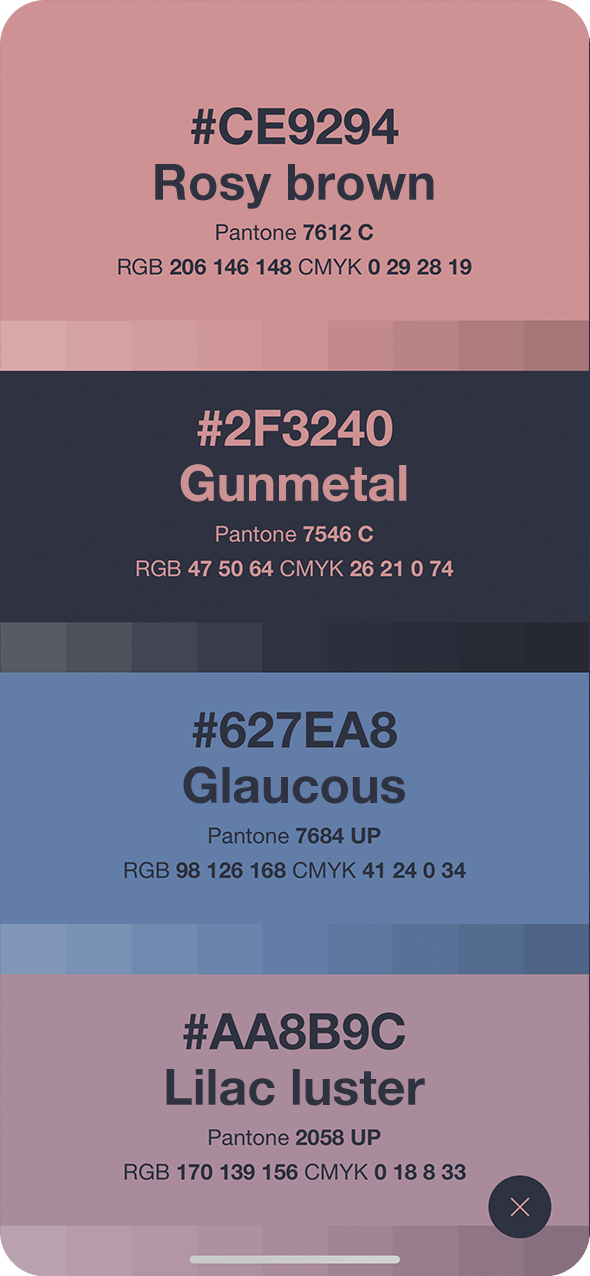 #CE9294
Rosy brown
Pantone 7612 C
RGB 206 146 148 CMYK 0 29 28 19
#2F3240
Gunmetal
Pantone 7546 C
RGB 47 50 64 CMYK 26 21 0 74
#627EA8
Glaucous
Pantone 7684 UP
RGB 98 126 168 CMYK 41 24 0 34
#AA8B9C
Lilac luster
Pantone 2058 UP
RGB 170 139 156 CMYK 0 18 8 33